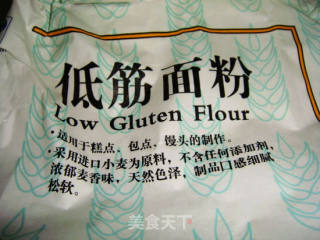 低筋面粉
Low Gluten Flour
·适用于糕点、包点、馒头的制作。
·采用进口小麦为原料，不含任何添加剂，
浓郁麦香味，天然色泽，制品口感细腻
松软。
美食天下